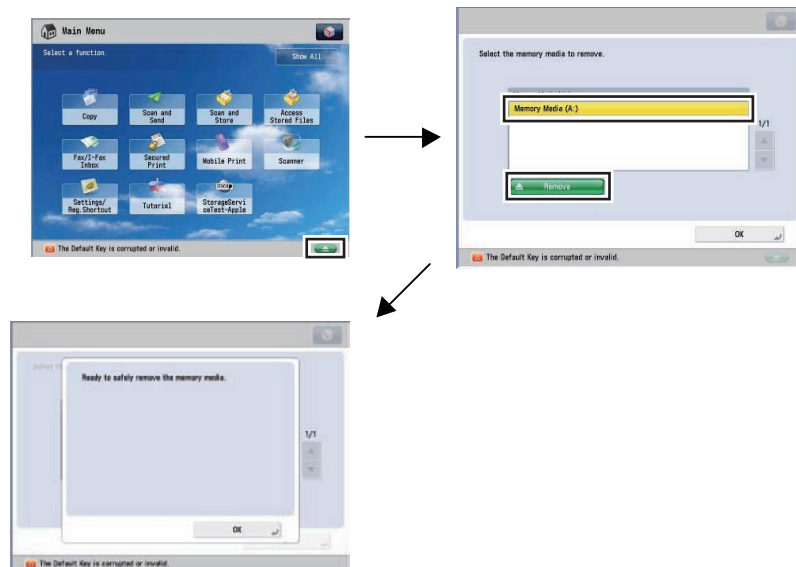 Main Menu
Select a function.
Show All
Copy
Scan and
Send
Scan and
Store
Access
Stored Files
Fax/I-Fax
Inbox
Secured
Print
Mobile Print
Scanner
Settings/
Reg.Shortcut
Tutorial
StorageServi
ceTest-Apple
The Default Key is corrupted or invalid.
Select the memory media to remove.
Memory Media (A:)
1/1
Remove
OK
The Default Key is corrupted or invalid.
Ready to safely remove the memory media.
1/1
OK
The Default Key is corrupted or invalid.